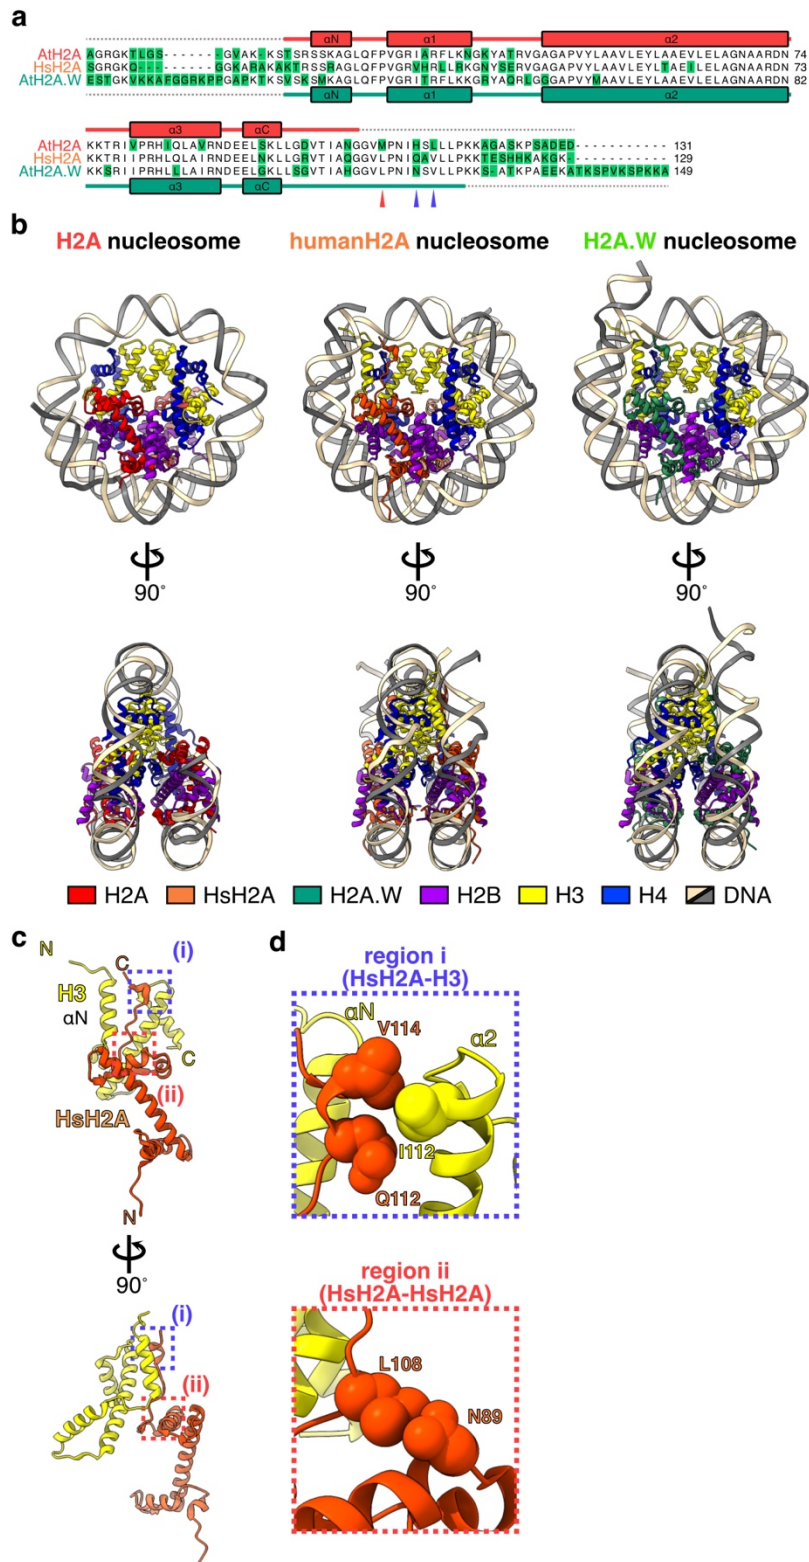 a
αN α1 α2
AtH2A AGRGKTLGS-------GVAK-KSTSRSSKAGLQFPVGRIARFLKNGKYATRVGAGAPVYLAAVLEYLAAEVLELAGNAARDN 74
HsH2A SGRGKQ---------GGKARAKAKTRSSRAGLQFPVGRVHRLLRKGNYSERVGAGAPVYLAAVLEYLTAEILELAGNAARDN 73
AtH2A.W ESTGKVKKAFGGRKPPGAPKTKSVSKSMKAGLQFPVGRITRFLKKGRYAQRLGGGAPVYMAAVLEYLAAEVLELAGNAARDN 82
αN α1 α2
α3 αC
AtH2A KKTRIVPRHIQLAVRNDEELSKLLGDVTIANGGVMPNIHSLLLPKKAGASKPSADED----------- 131
HsH2A KKTRIIPRHLQLAIRNDEELNKLLGRVTIAQGGVLPNIQAVLLPKKTESHHKAKGK------------ 129
AtH2A.W KKSRIIPRHLLLAIRNDEELGKLLSGVTIAHGGVLPNINSVLLPKKS-ATKPAEEKATKSPVKSPKKA 149
α3 αC
b
H2A nucleosome humanH2A nucleosome H2A.W nucleosome
90° 90° 90°
H2A HsH2A H2A.W H2B H3 H4 DNA
c
N C (i)
H3
αN
C
(ii)
HsH2A
N
90°
(i)
(ii)
d
region i
(HsH2A-H3)
αN
V114
α2
I112
Q112
region ii
(HsH2A-HsH2A)
L108
N89